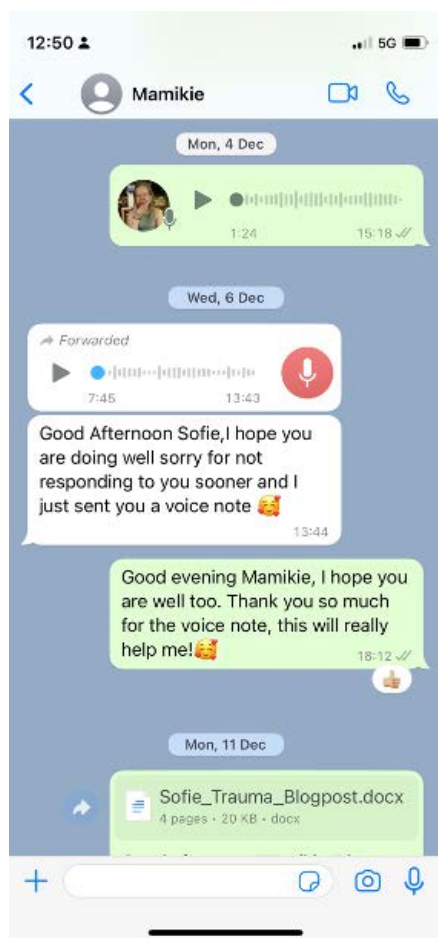 12:50
5G
Mamikie
Mon, 4 Dec
1:24 15:18
Wed, 6 Dec
Forwarded
7:45 13:43
Good Afternoon Sofie,I hope you
are doing well sorry for not
responding to you sooner and I
just sent you a voice note 🥰
13:44
Good evening Mamikie, I hope you
are well too. Thank you so much
for the voice note, this will really
help me!🥰
18:12
Mon, 11 Dec
Sofie_Trauma_Blogpost.docx
4 pages • 20 KB • docx